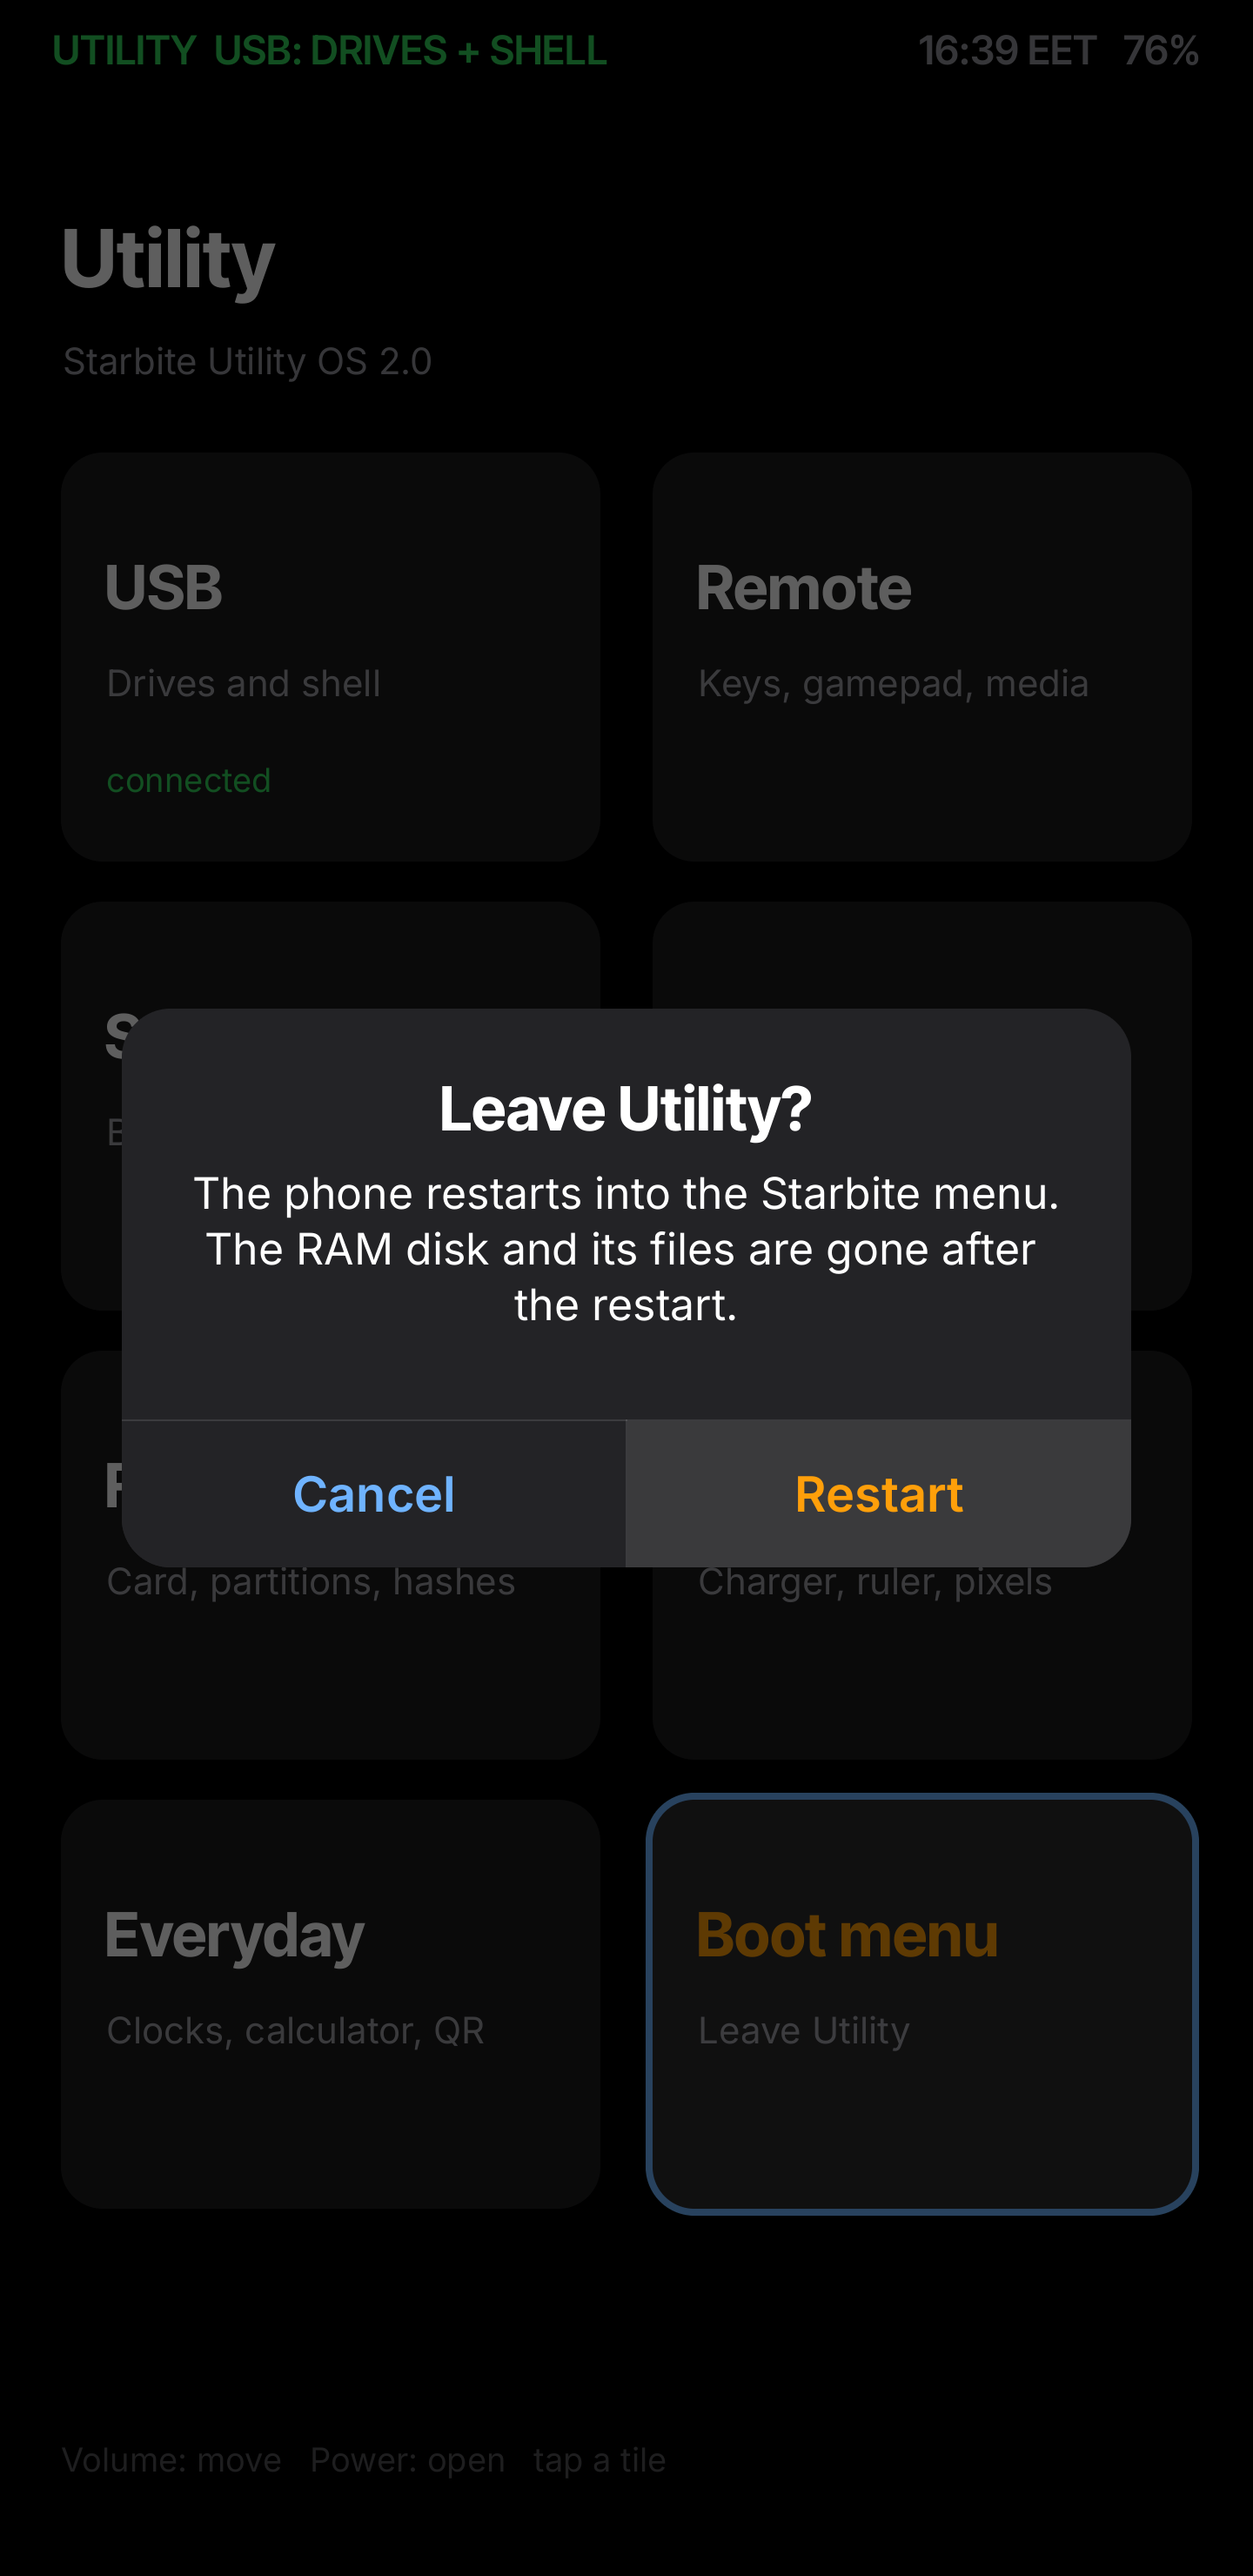 UTILITY USB: DRIVES + SHELL 16:39 EET 76%
Utility
Starbite Utility OS 2.0
USB Remote
Drives and shell Keys, gamepad, media
connected
Leave Utility?
The phone restarts into the Starbite menu.
The RAM disk and its files are gone after
the restart.
Cancel Restart
Card, partitions, hashes Charger, ruler, pixels
Everyday Boot menu
Clocks, calculator, QR Leave Utility
Volume: move Power: open tap a tile